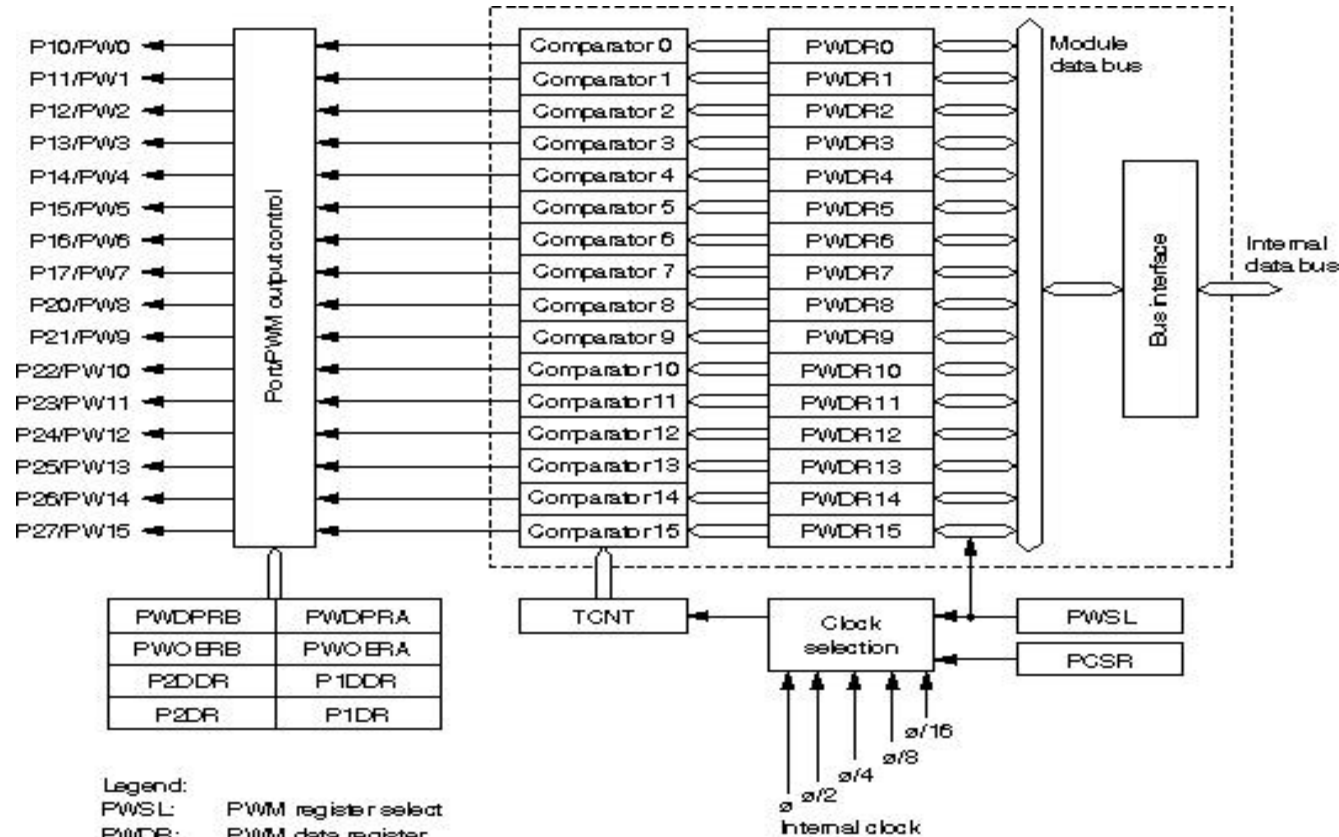 P10/PW0
P11/PW1
P12/PW2
P13/PW3
P14/PW4
P15/PW5
P16/PW6
P17/PW7
P20/PW8
P21/PW9
P22/PW10
P23/PW11
P24/PW12
P25/PW13
P26/PW14
P27/PW15
Port/PWM output control
Comparator 0
Comparator 1
Comparator 2
Comparator 3
Comparator 4
Comparator 5
Comparator 6
Comparator 7
Comparator 8
Comparator 9
Comparator 10
Comparator 11
Comparator 12
Comparator 13
Comparator 14
Comparator 15
PWDR0
PWDR1
PWDR2
PWDR3
PWDR4
PWDR5
PWDR6
PWDR7
PWDR8
PWDR9
PWDR10
PWDR11
PWDR12
PWDR13
PWDR14
PWDR15
Module
data bus
Bus interface
Internal
data bus
PWDPRB PWDPRA
PWOERB PWOERA
P2DDR P1DDR
P2DR P1DR
TCNT
Clock
selection
PWSL
PCSR
ø
ø/2
ø/4
ø/8
ø/16
Internal clock
Legend:
PWSL: PWM register select
PWDR: PWM data register